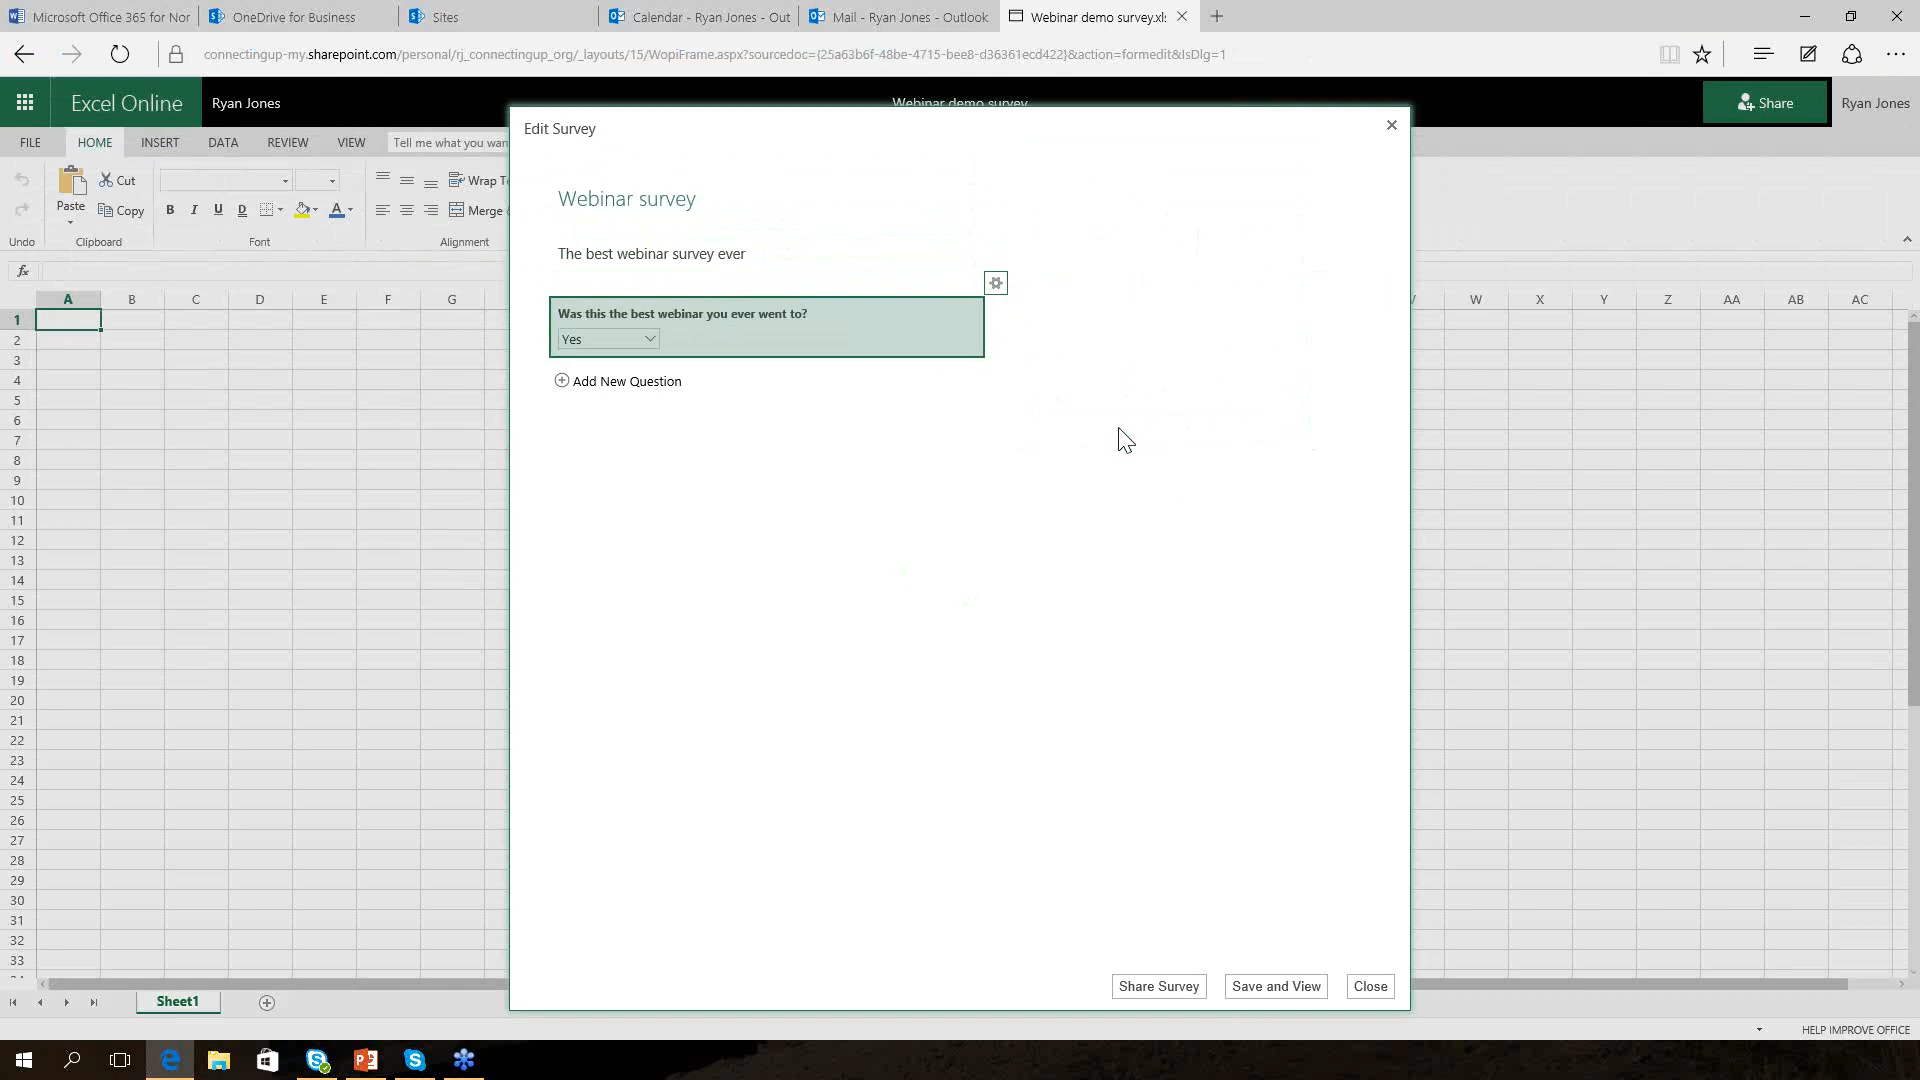 Microsoft Office 365 for Nor
OneDrive for Business
Sites
Calendar - Ryan Jones - Out
Mail - Ryan Jones - Outlook
Webinar demo survey.xls
connectingup-my.sharepoint.com/personal/rj_connectingup_org/_layouts/15/WopiFrame.aspx?sourcedoc={25a63b6f-48be-4715-bee8-d36361ecd422}&action=formedit&IsDlg=1
Excel Online
Ryan Jones
Webinar demo survey
Share
Ryan Jones
FILE
HOME
INSERT
DATA
REVIEW
VIEW
Tell me what you wan
Cut
Wrap T
Paste
Copy
B I U D
A
Merge
Undo
Clipboard
Font
Alignment
fx
A B C D E F G
W X Y Z AA AB AC
1
2
3
4
5
6
7
8
9
10
11
12
13
14
15
16
17
18
19
20
21
22
23
24
25
26
27
28
29
30
31
32
33
Edit Survey
Webinar survey
The best webinar survey ever
Was this the best webinar you ever went to?
Yes
Add New Question
Share Survey
Save and View
Close
Sheet1
HELP IMPROVE OFFICE